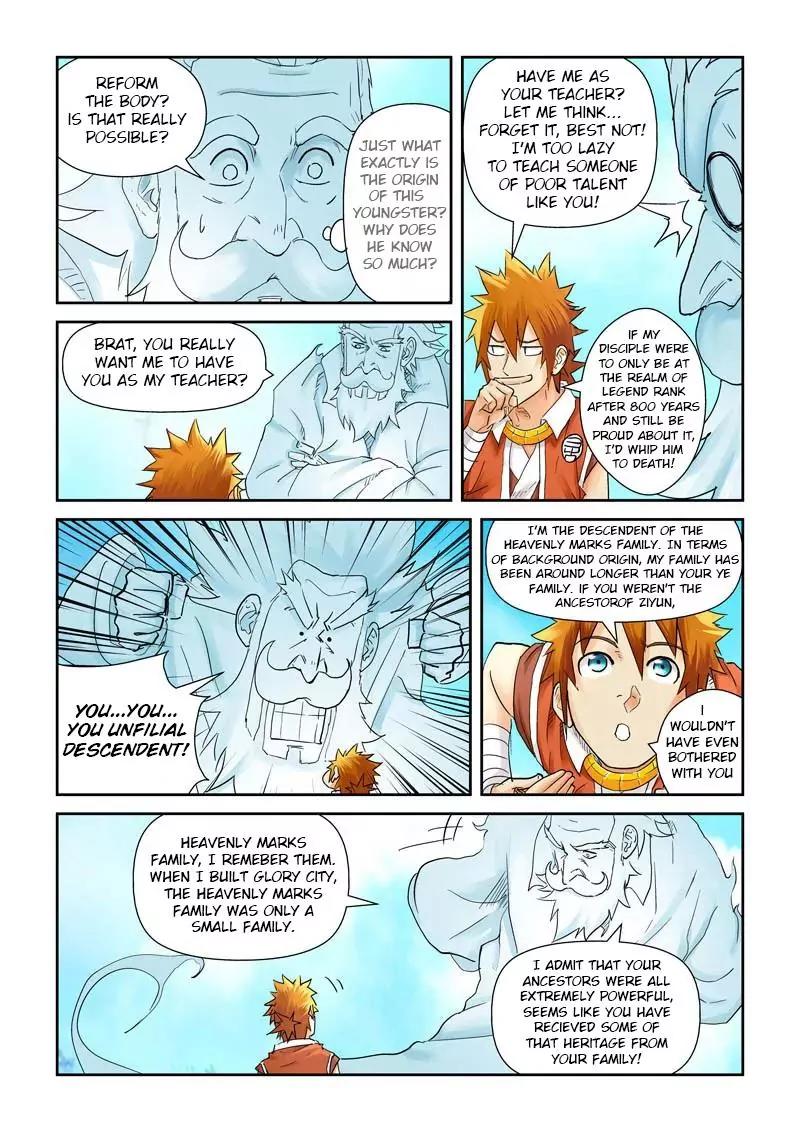 REFORM
THE BODY?
IS THAT REALLY
POSSIBLE?
JUST WHAT
EXACTLY IS
THE ORIGIN
OF THIS
YOUNGSTER?
WHY DOES
HE KNOW
SO MUCH?
BRAT, YOU REALLY
WANT ME TO HAVE
YOU AS MY TEACHER?
HAVE ME AS
YOUR TEACHER?
LET ME THINK...
FORGET IT, BEST NOT!
I'M TOO LAZY
TO TEACH SOMEONE
OF POOR TALENT
LIKE YOU!
IF MY
DISCIPLE WERE
TO ONLY BE AT
THE REALM OF
LEGEND RANK
AFTER 800 YEARS
AND STILL BE
PROUD ABOUT IT,
I'D WHIP HIM
TO DEATH!
YOU...YOU...
YOU UNFILIAL
DESCENDENT!
I'M THE DESCENDENT OF THE
HEAVENLY MARKS FAMILY. IN TERMS
OF BACKGROUND ORIGIN, MY FAMILY HAS
BEEN AROUND LONGER THAN YOUR YE
FAMILY. IF YOU WEREN'T THE
ANCESTOROF ZIYUN,
I
WOULDN'T
HAVE EVEN
BOTHERED
WITH YOU
HEAVENLY MARKS
FAMILY, I REMEBER THEM.
WHEN I BUILT GLORY CITY,
THE HEAVENLY MARKS
FAMILY WAS ONLY A
SMALL FAMILY.
I ADMIT THAT YOUR
ANCESTORS WERE ALL
EXTREMELY POWERFUL,
SEEMS LIKE YOU HAVE
RECIEVED SOME OF
THAT HERITAGE FROM
YOUR FAMILY!